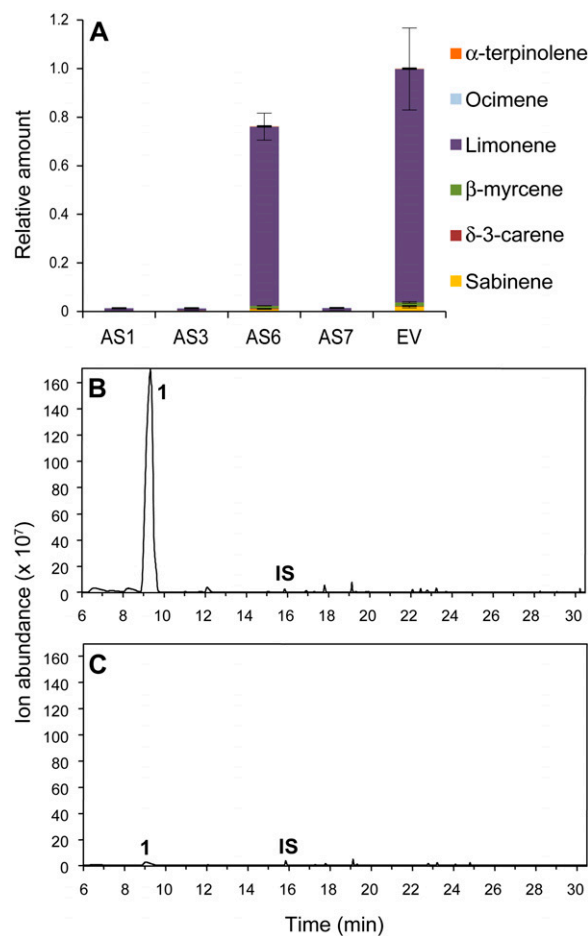 A
1.2
1.0
0.8
0.6
0.4
0.2
0
Relative amount
AS1 AS3 AS6 AS7 EV
α-terpinolene
Ocimene
Limonene
β-myrcene
δ-3-carene
Sabinene
B
160
140
120
100
80
60
40
20
0
1
IS
6 8 10 12 14 16 18 20 22 24 26 28 30
Ion abundance (x 10⁷)
C
160
140
120
100
80
60
40
20
0
1
IS
6 8 10 12 14 16 18 20 22 24 26 28 30
Time (min)